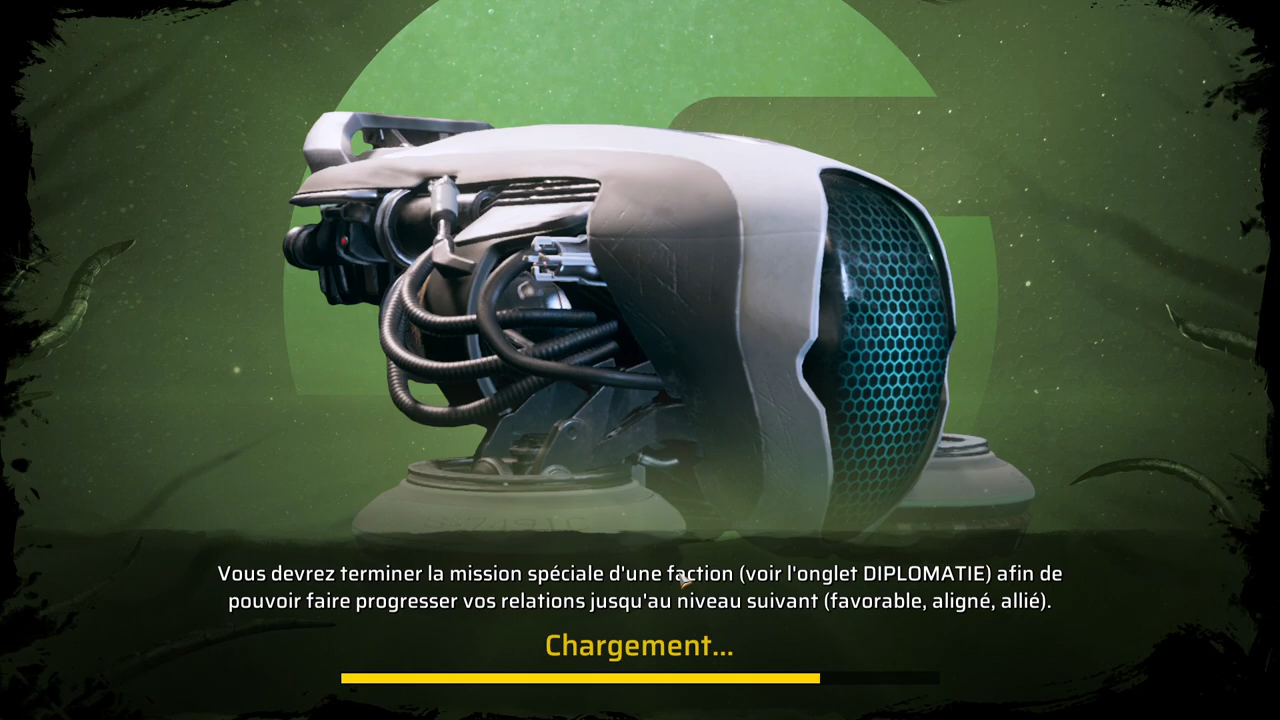 Vous devrez terminer la mission spéciale d'une faction (voir l'onglet DIPLOMATIE) afin de
pouvoir faire progresser vos relations jusqu'au niveau suivant (favorable, aligné, allié).
Chargement...